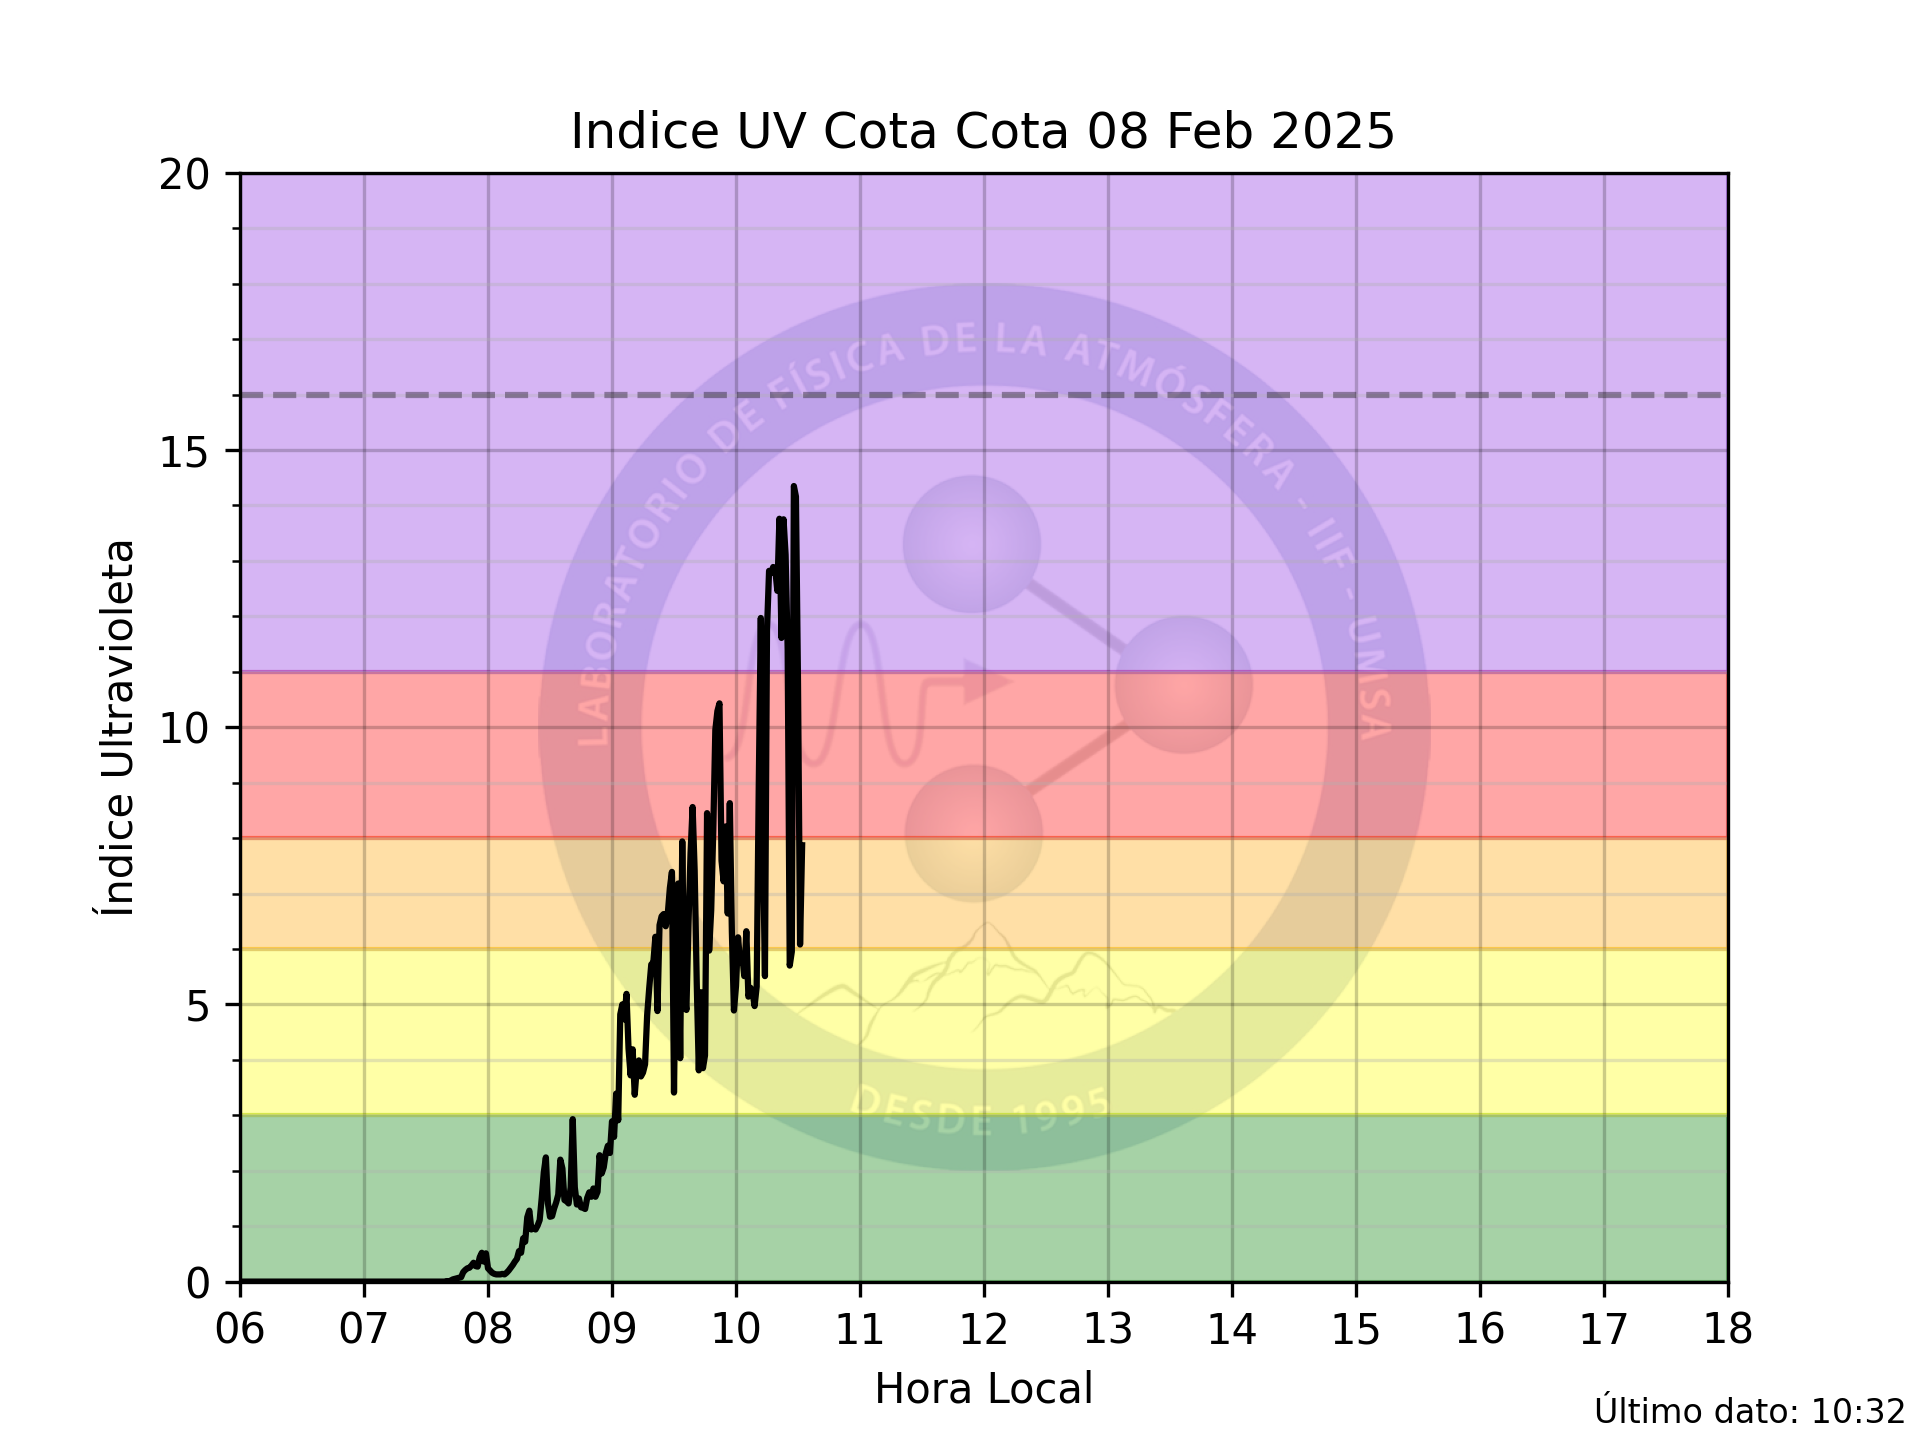 Indice UV Cota Cota 08 Feb 2025
20
15
10
5
0
Índice Ultravioleta
LABORATORIO DE FÍSICA DE LA ATMÓSFERA - IIF - UMSA
DESDE 1995
06 07 08 09 10 11 12 13 14 15 16 17 18
Hora Local
Último dato: 10:32